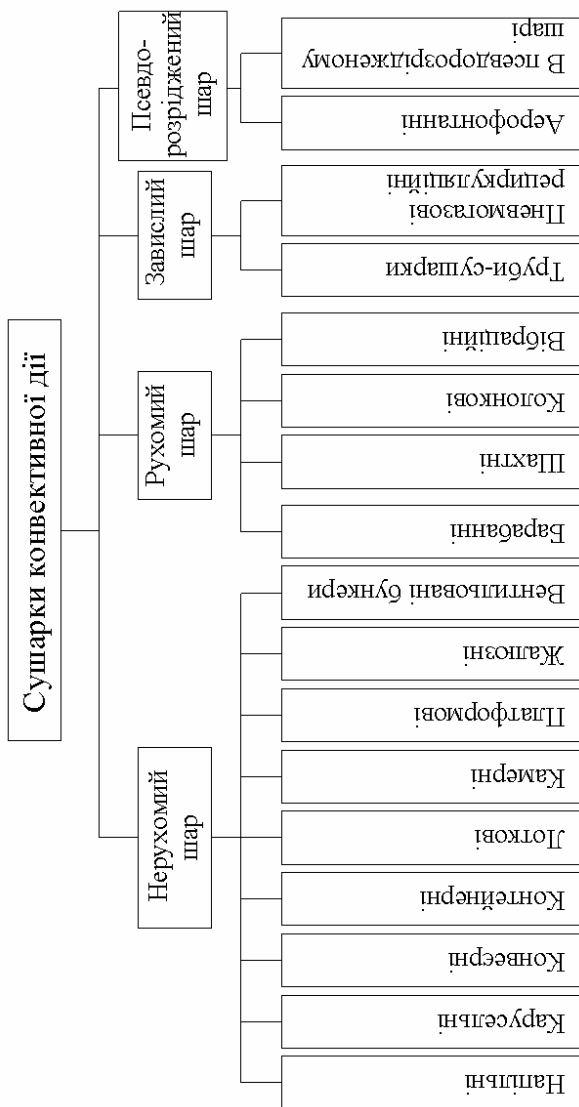 Сушарки конвективної дії
Нерухомий
шар
Рухомий
шар
Завислий
шар
Псевдо-
розріджений
шар
Напільні
Карусельні
Конвеєрні
Контейнерні
Лоткові
Камерні
Платформові
Жалюзні
Вентильовані бункери
Барабанні
Шахтні
Колонкові
Вібраційні
Труби-сушарки
Пневмогазові
рециркуляційні
Аерофонтанні
В псевдорозрідженому
шарі